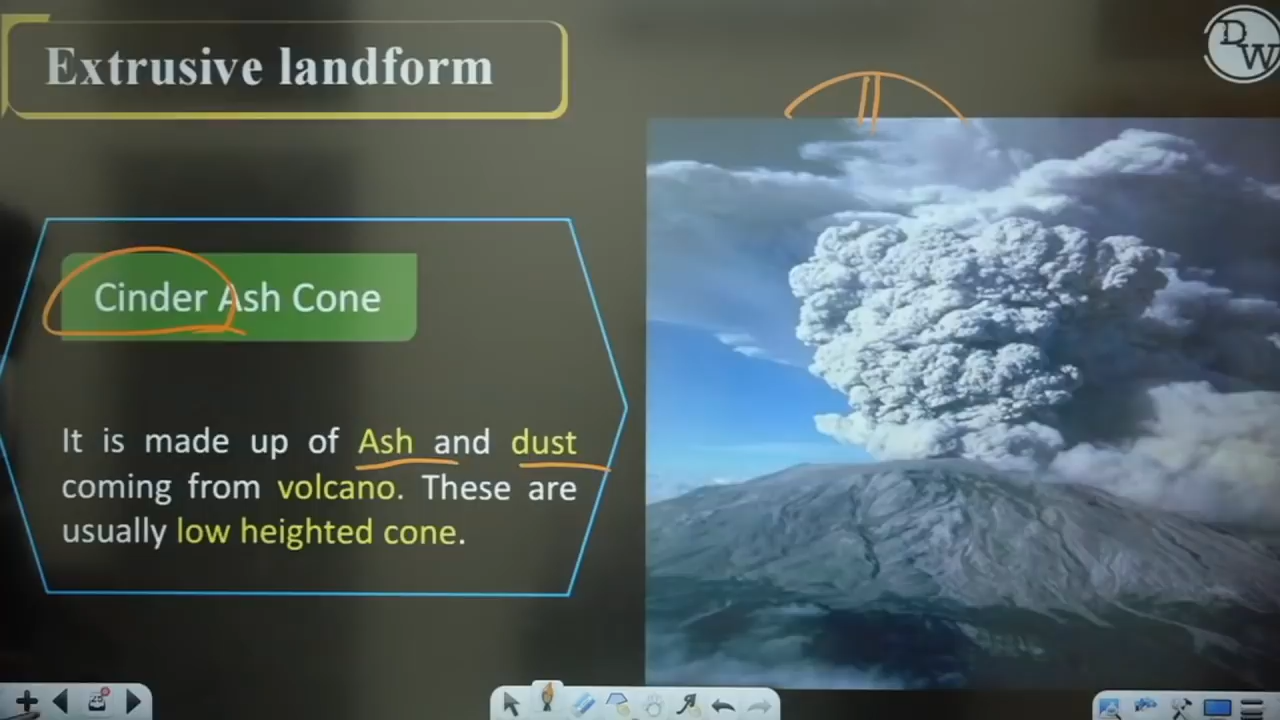 Extrusive landform
DW
Cinder Ash Cone
It is made up of Ash and dust
coming from volcano. These are
usually low heighted cone.